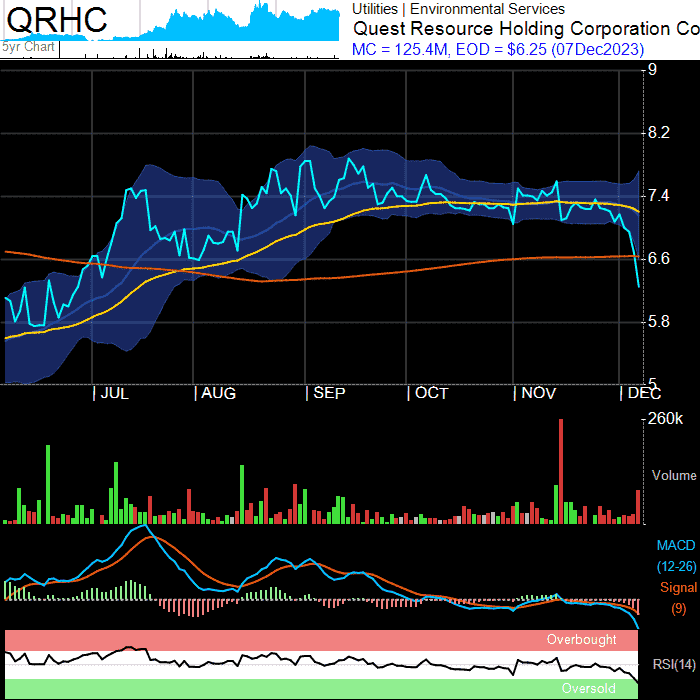 QRHC
5yr Chart
Utilities | Environmental Services
Quest Resource Holding Corporation Co
MC = 125.4M, EOD = $6.25 (07Dec2023)
9
8.2
7.4
6.6
5.8
5
| JUL | AUG | SEP | OCT | NOV | DEC
260k
Volume
MACD
(12-26)
Signal
(9)
Overbought
RSI(14)
Oversold